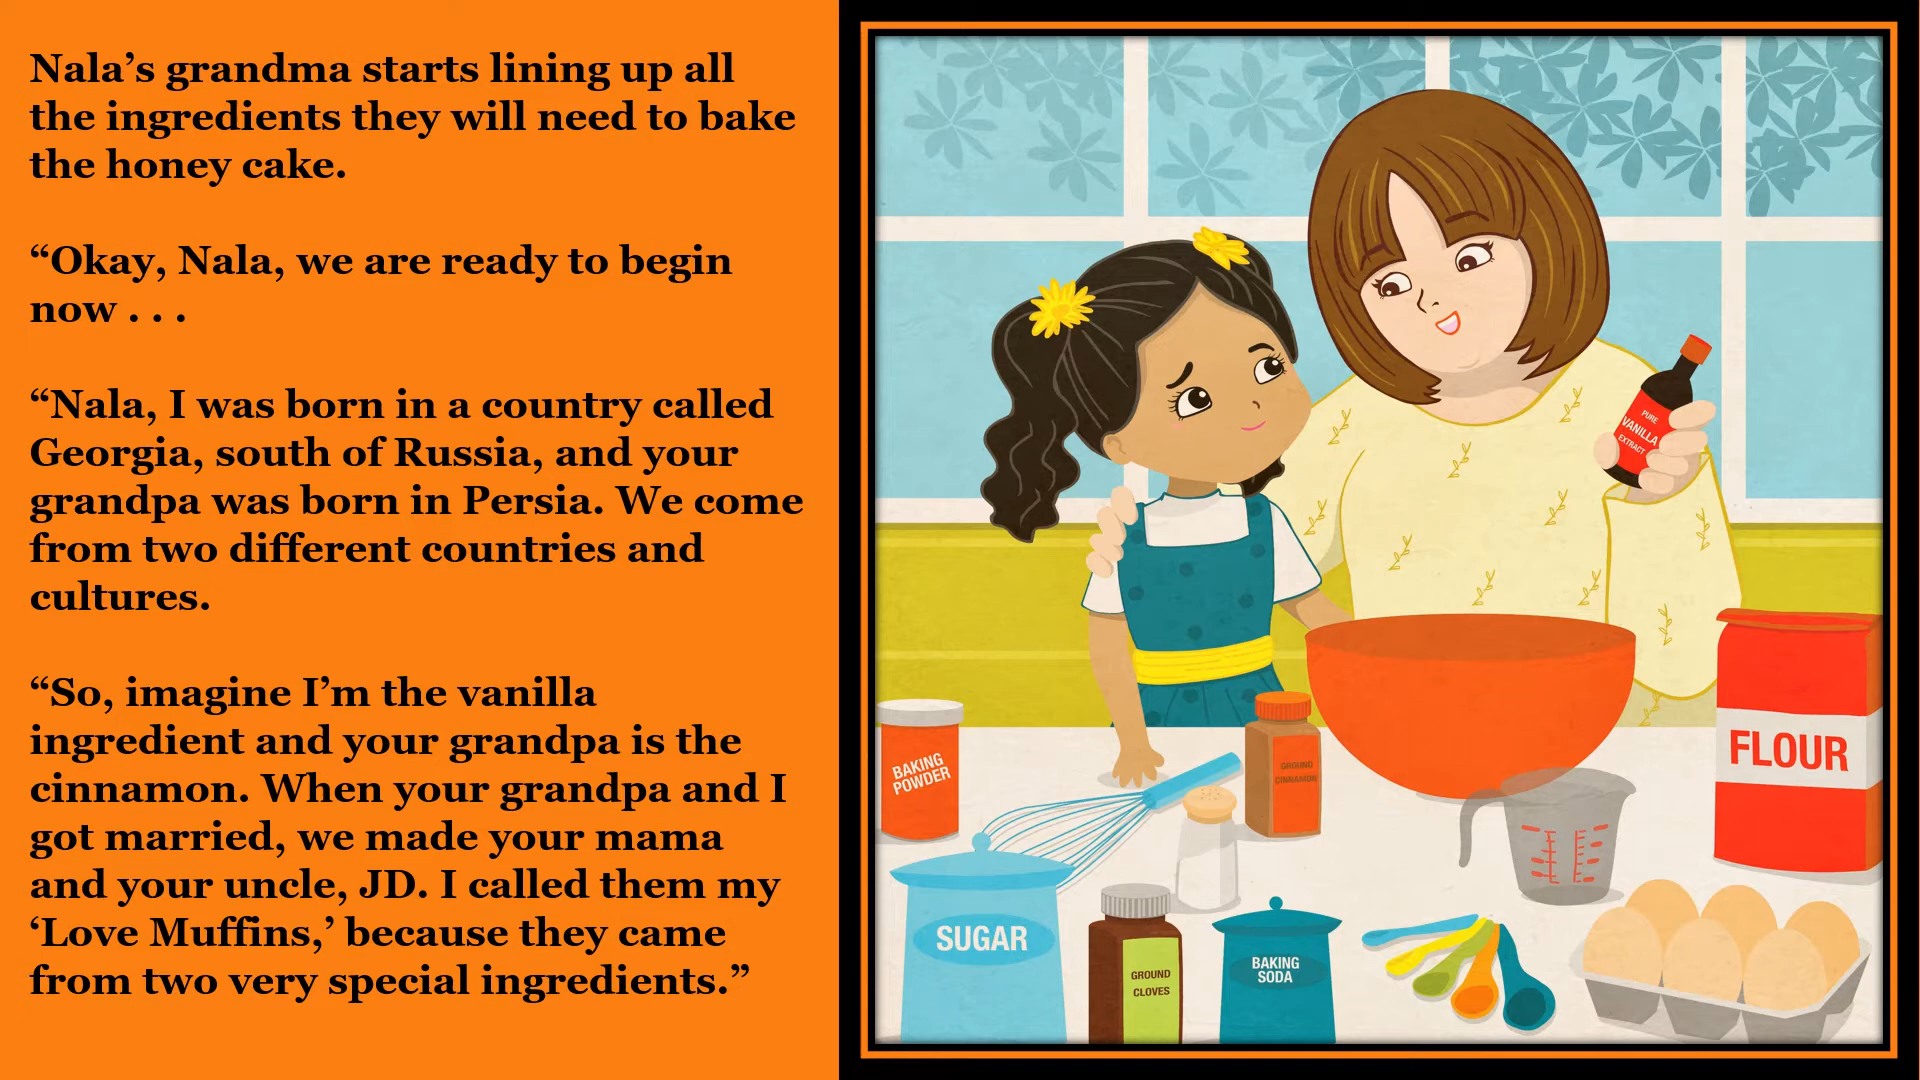 Nala’s grandma starts lining up all
the ingredients they will need to bake
the honey cake.
“Okay, Nala, we are ready to begin
now . . .
“Nala, I was born in a country called
Georgia, south of Russia, and your
grandpa was born in Persia. We come
from two different countries and
cultures.
“So, imagine I’m the vanilla
ingredient and your grandpa is the
cinnamon. When your grandpa and I
got married, we made your mama
and your uncle, JD. I called them my
‘Love Muffins,’ because they came
from two very special ingredients.”
PURE
VANILLA
EXTRACT
BAKING
POWDER
GROUND
CINNAMON
FLOUR
SUGAR
GROUND
CLOVES
BAKING
SODA